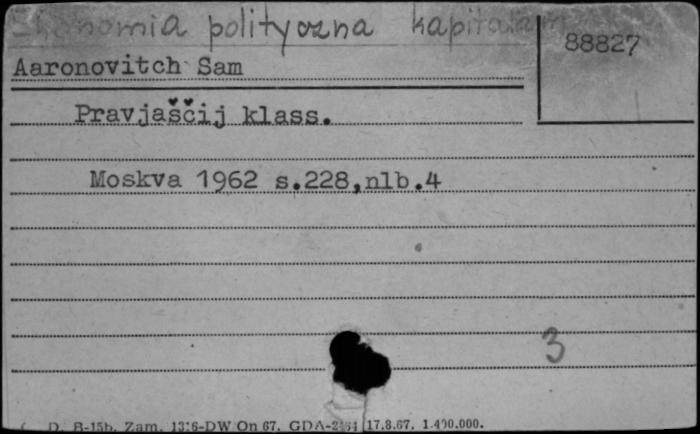 Ekonomia polityczna kapitalizm
88827
Aaronovitch Sam
Pravjaščij klass.
Moskva 1962 s.228,nlb.4
3
D. B-15b. Zam. 1316-DW On 67. GDA-2 17.8.67. 1.400.000.